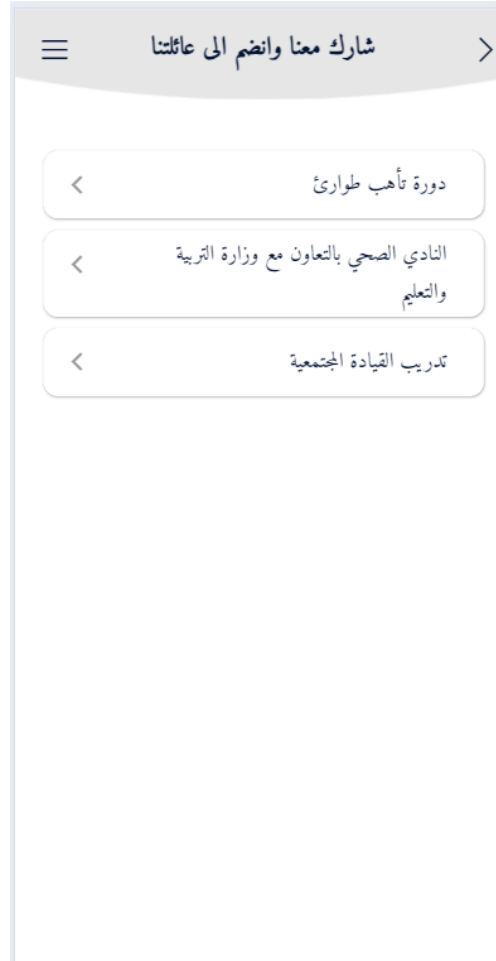 شارك معنا وانضم الى عائلتنا
دورة تأهب طوارئ
النادي الصحي بالتعاون مع وزارة التربية
والتعليم
تدريب القيادة المجتمعية